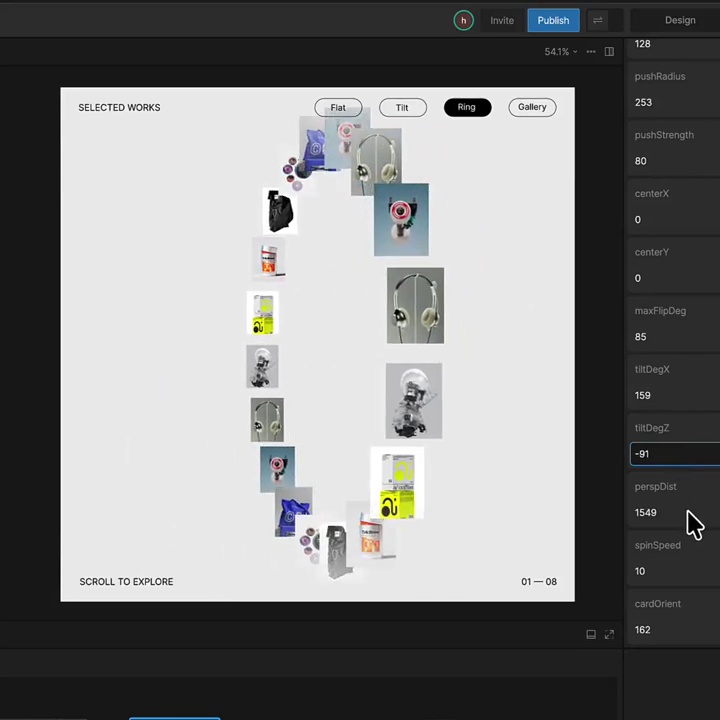 h
Invite
Publish
Design
54.1%
128
pushRadius
253
pushStrength
80
centerX
0
centerY
0
maxFlipDeg
85
tiltDegX
159
tiltDegZ
-91
perspDist
1549
spinSpeed
10
cardOrient
162
SELECTED WORKS
Flat
Tilt
Ring
Gallery
SCROLL TO EXPLORE
01 — 08